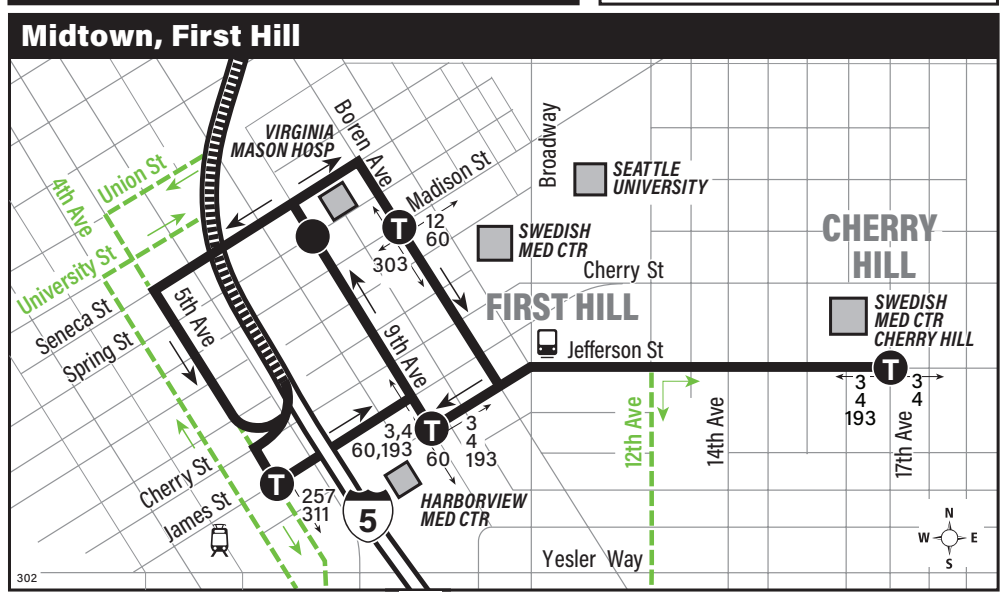 Midtown, First Hill
VIRGINIA
MASON HOSP
Boren Ave
Madison St
Broadway
SEATTLE
UNIVERSITY
Union St
4th Ave
University St
T
12
60
303
SWEDISH
MED CTR
Cherry St
CHERRY
HILL
FIRST HILL
SWEDISH
MED CTR
CHERRY HILL
Seneca St
Spring St
5th Ave
9th Ave
Jefferson St
T
3
4
193
3
4
17th Ave
14th Ave
12th Ave
T
3,4
60,193
60
3
4
193
Cherry St
James St
T
257
311
HARBORVIEW
MED CTR
5
Yesler Way
N
W
E
S
302